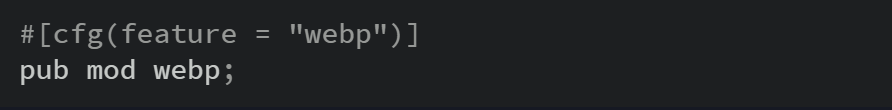 #[cfg(feature = "webp")]
pub mod webp;